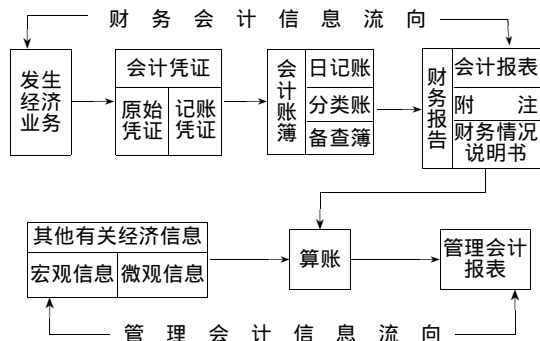 财务会计信息流向
发生
经济
业务
会计凭证
原始
凭证
记账
凭证
会计账簿
日记账
分类账
备查簿
财务报告
会计报表
附 注
财务情况
说明书
其他有关经济信息
宏观信息
微观信息
算账
管理会计
报表
管理会计信息流向